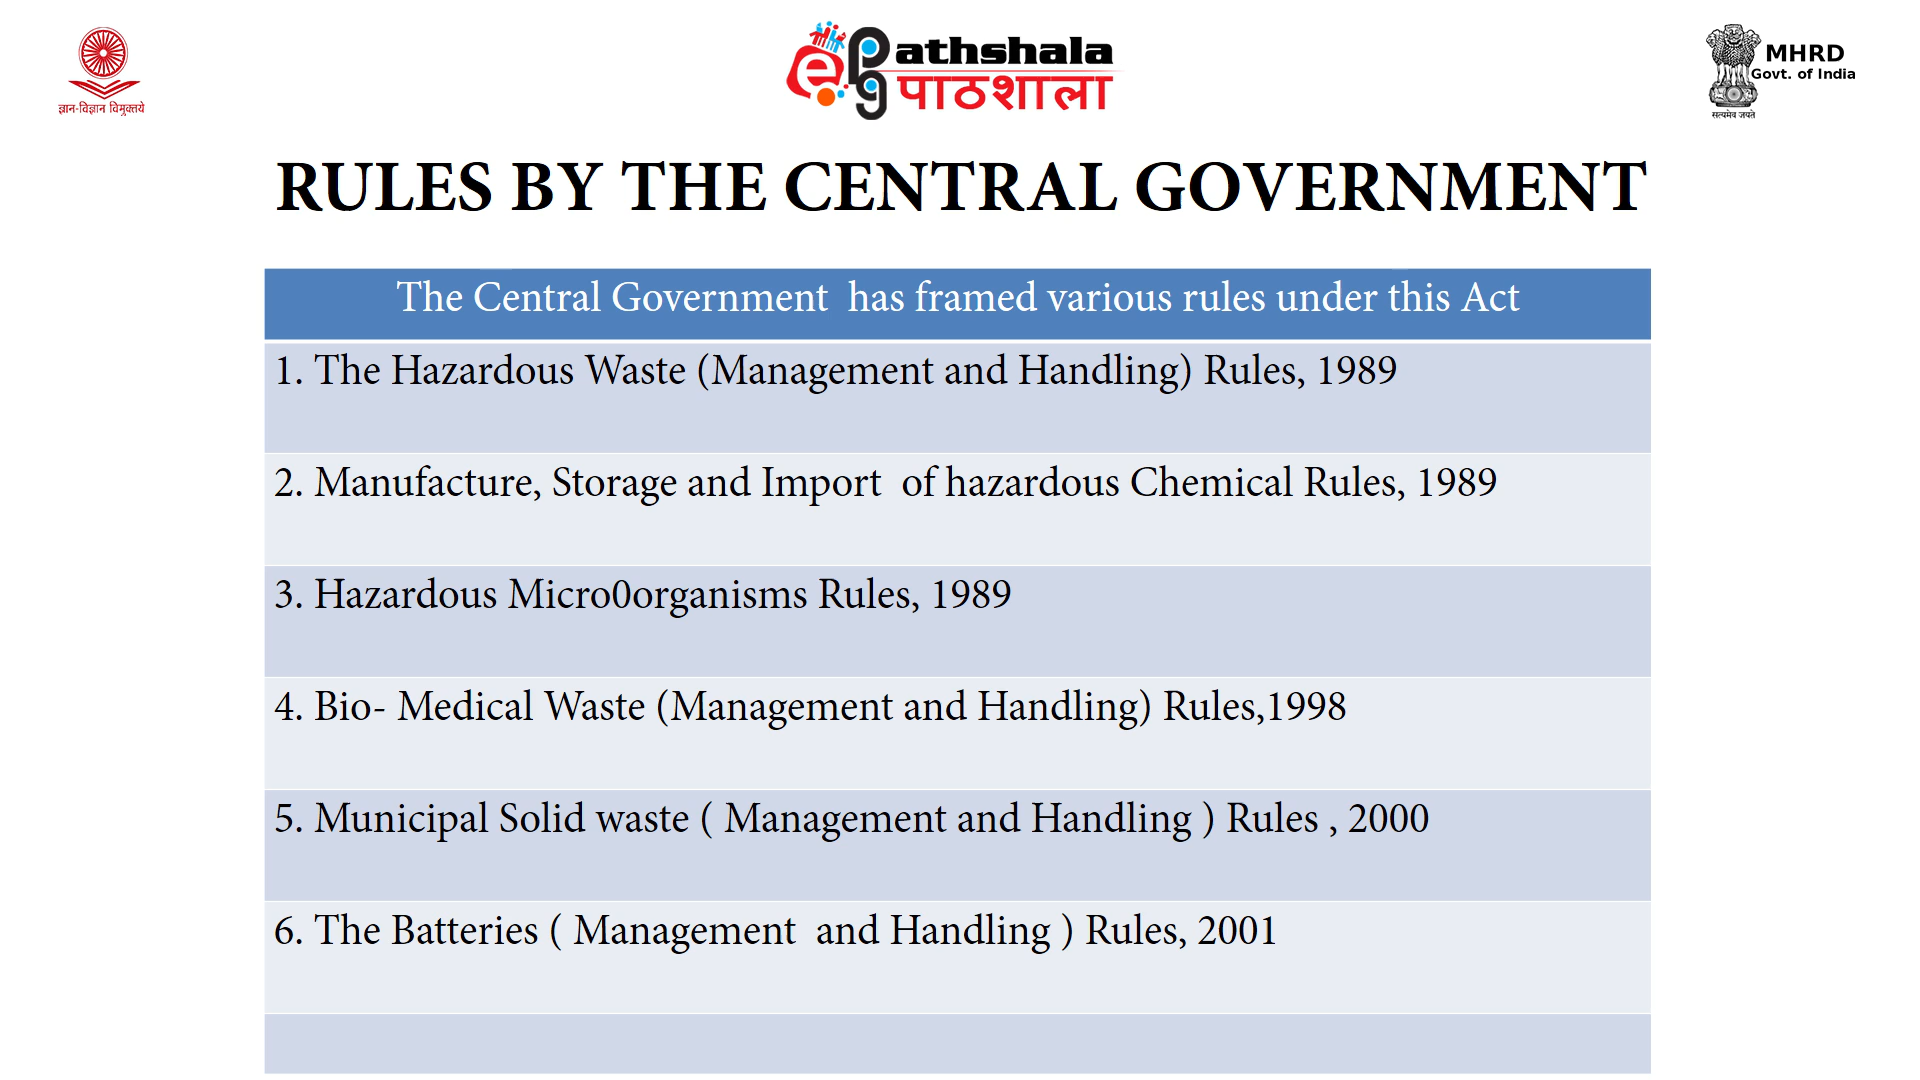 ज्ञान-विज्ञान विमुक्तये
e Pg athshala
पाठशाला
MHRD
Govt. of India
सत्यमेव जयते
RULES BY THE CENTRAL GOVERNMENT
The Central Government has framed various rules under this Act
1. The Hazardous Waste (Management and Handling) Rules, 1989
2. Manufacture, Storage and Import of hazardous Chemical Rules, 1989
3. Hazardous Micro0organisms Rules, 1989
4. Bio- Medical Waste (Management and Handling) Rules,1998
5. Municipal Solid waste ( Management and Handling ) Rules , 2000
6. The Batteries ( Management and Handling ) Rules, 2001